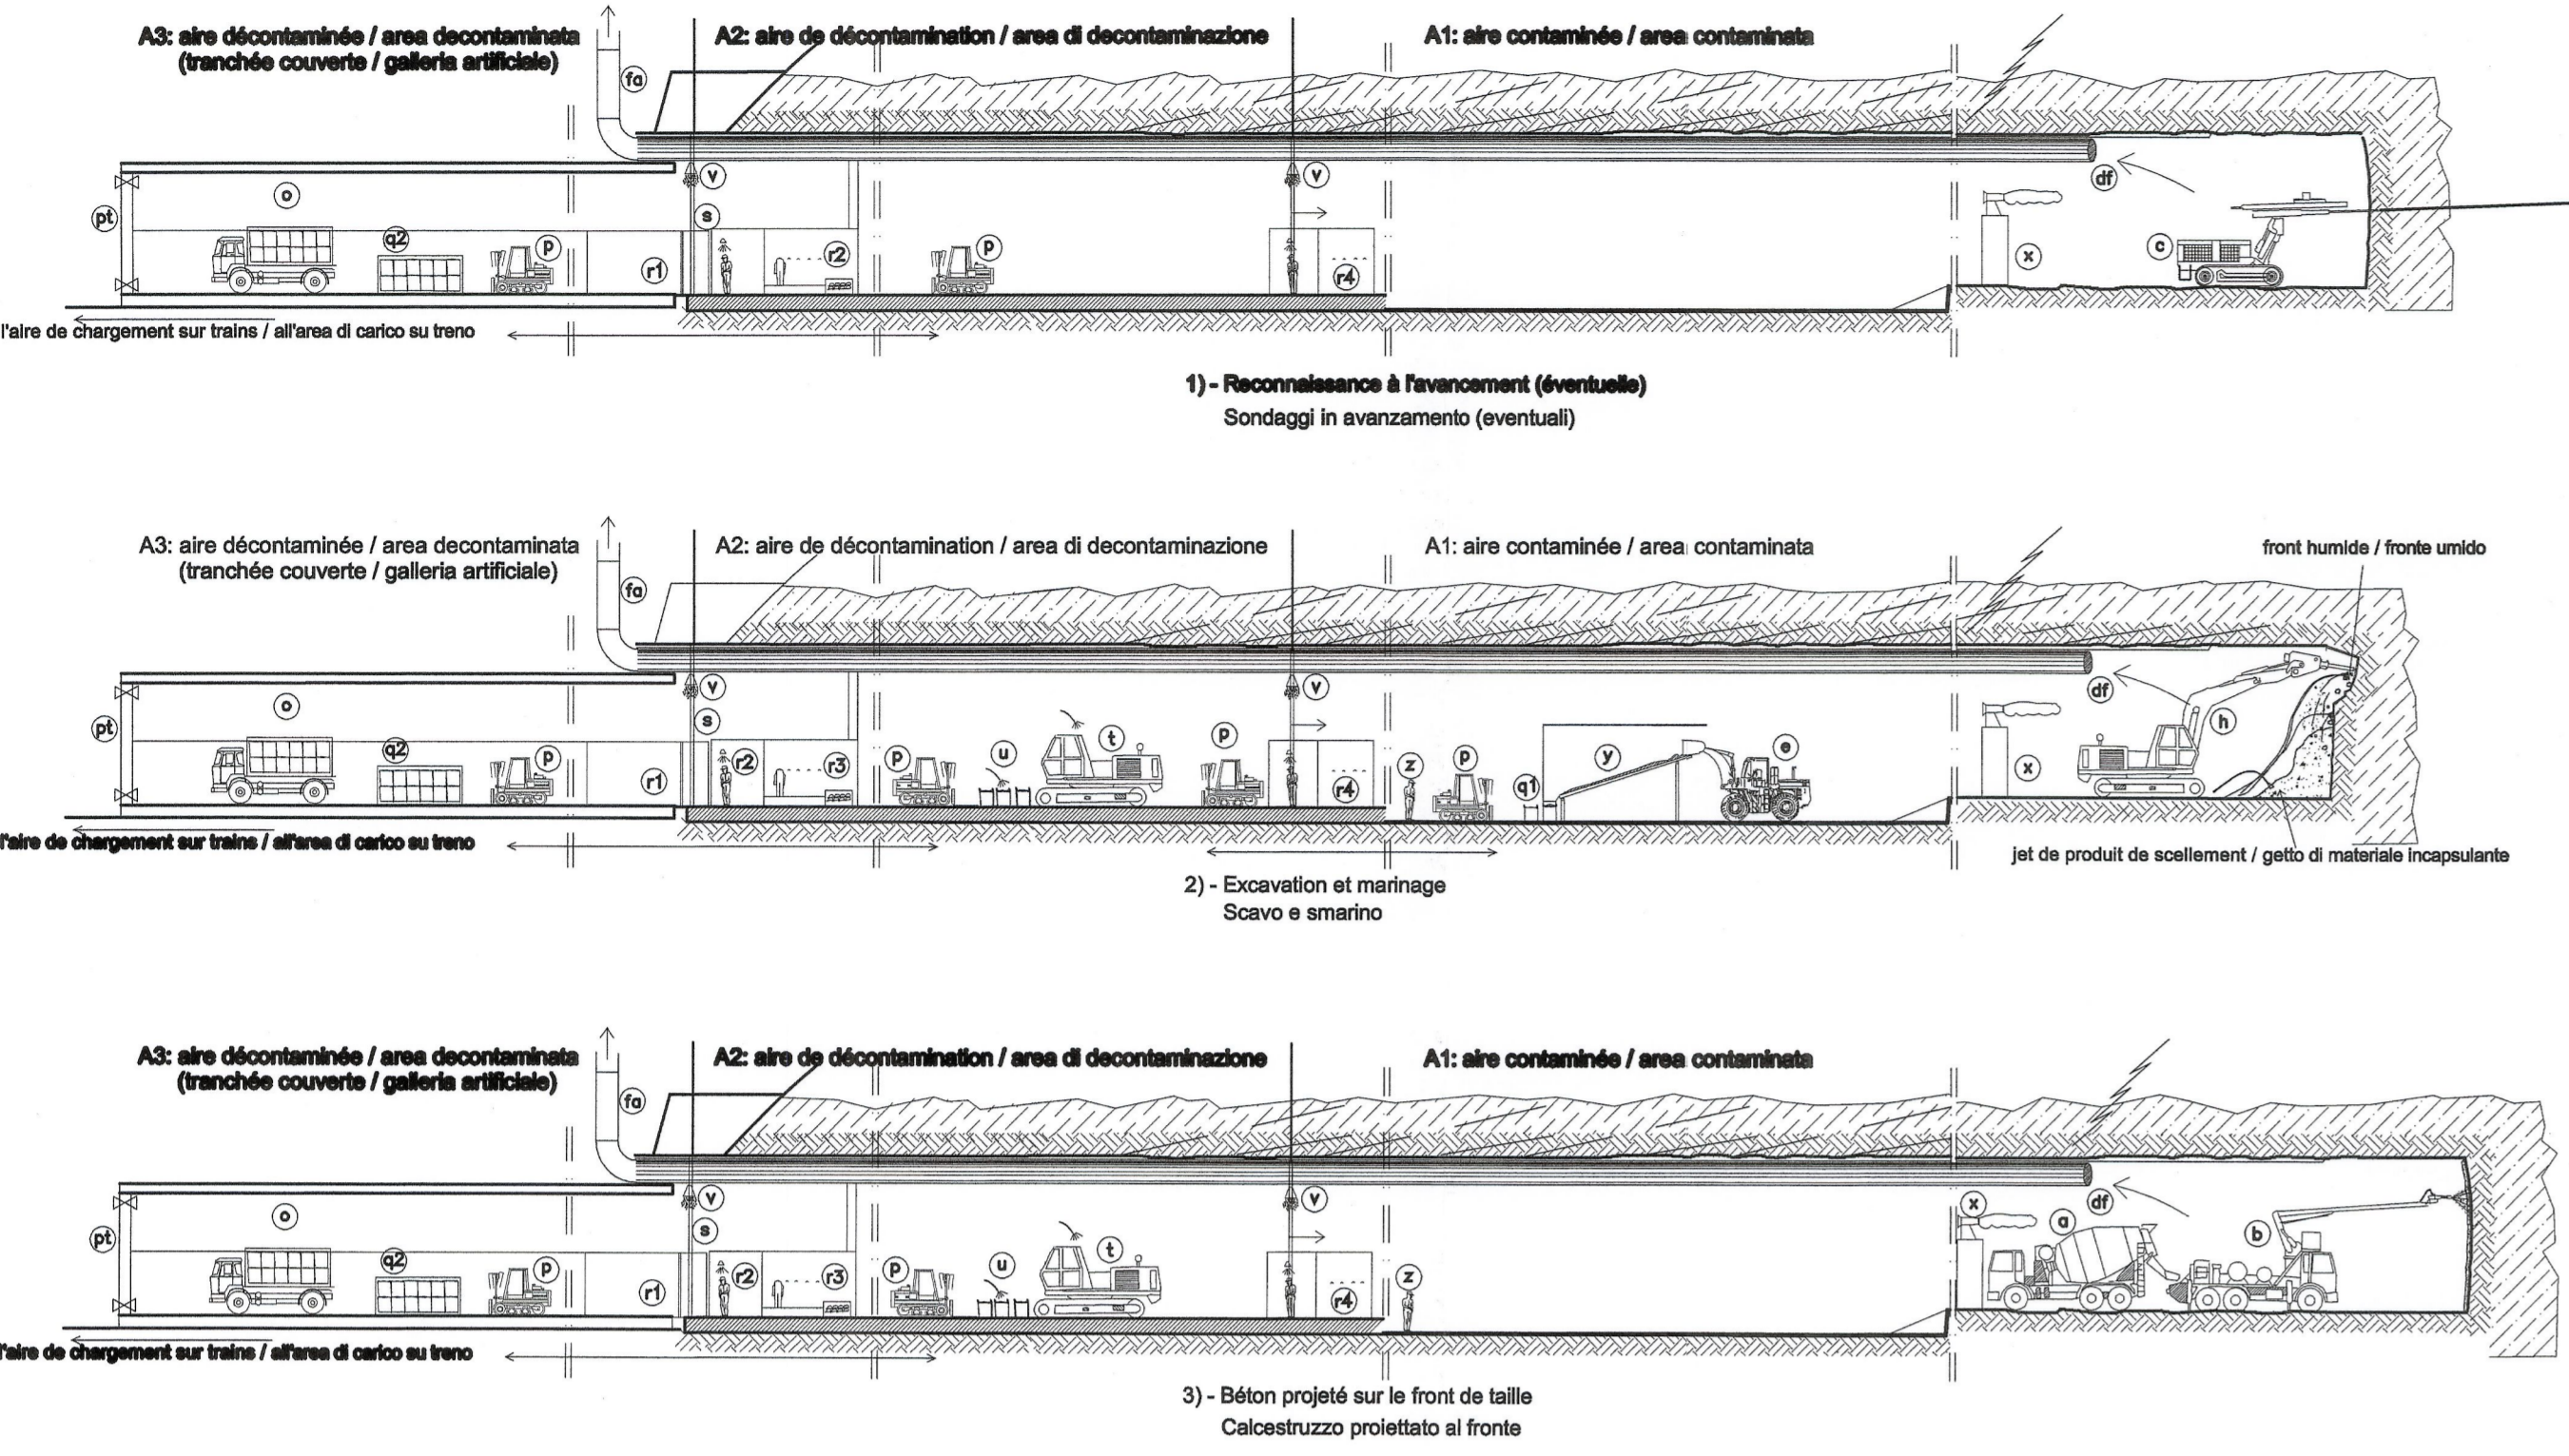 A3: aire décontaminée / area decontaminata
(tranchée couverte / galleria artificiale)
A2: aire de décontamination / area di decontaminazione
A1: aire contaminée / area contaminata
fa
v
v
df
o
pt
s
q2
p
r1
r2
p
r4
x
c
l'aire de chargement sur trains / all'area di carico su treno
1) - Reconnaissance à l'avancement (éventuelle)
Sondaggi in avanzamento (eventuali)
A3: aire décontaminée / area decontaminata
(tranchée couverte / galleria artificiale)
A2: aire de décontamination / area di decontaminazione
A1: aire contaminée / area contaminata
front humide / fronte umido
fa
v
v
df
o
pt
s
h
q2
p
r1
r2
r3
p
u
t
p
r4
z
p
q1
y
e
x
l'aire de chargement sur trains / all'area di carico su treno
jet de produit de scellement / getto di materiale incapsulante
2) - Excavation et marinage
Scavo e smarino
A3: aire décontaminée / area decontaminata
(tranchée couverte / galleria artificiale)
A2: aire de décontamination / area di decontaminazione
A1: aire contaminée / area contaminata
fa
v
v
x
df
o
pt
s
a
b
q2
p
r1
r2
r3
p
u
t
r4
z
l'aire de chargement sur trains / all'area di carico su treno
3) - Béton projeté sur le front de taille
Calcestruzzo proiettato al fronte